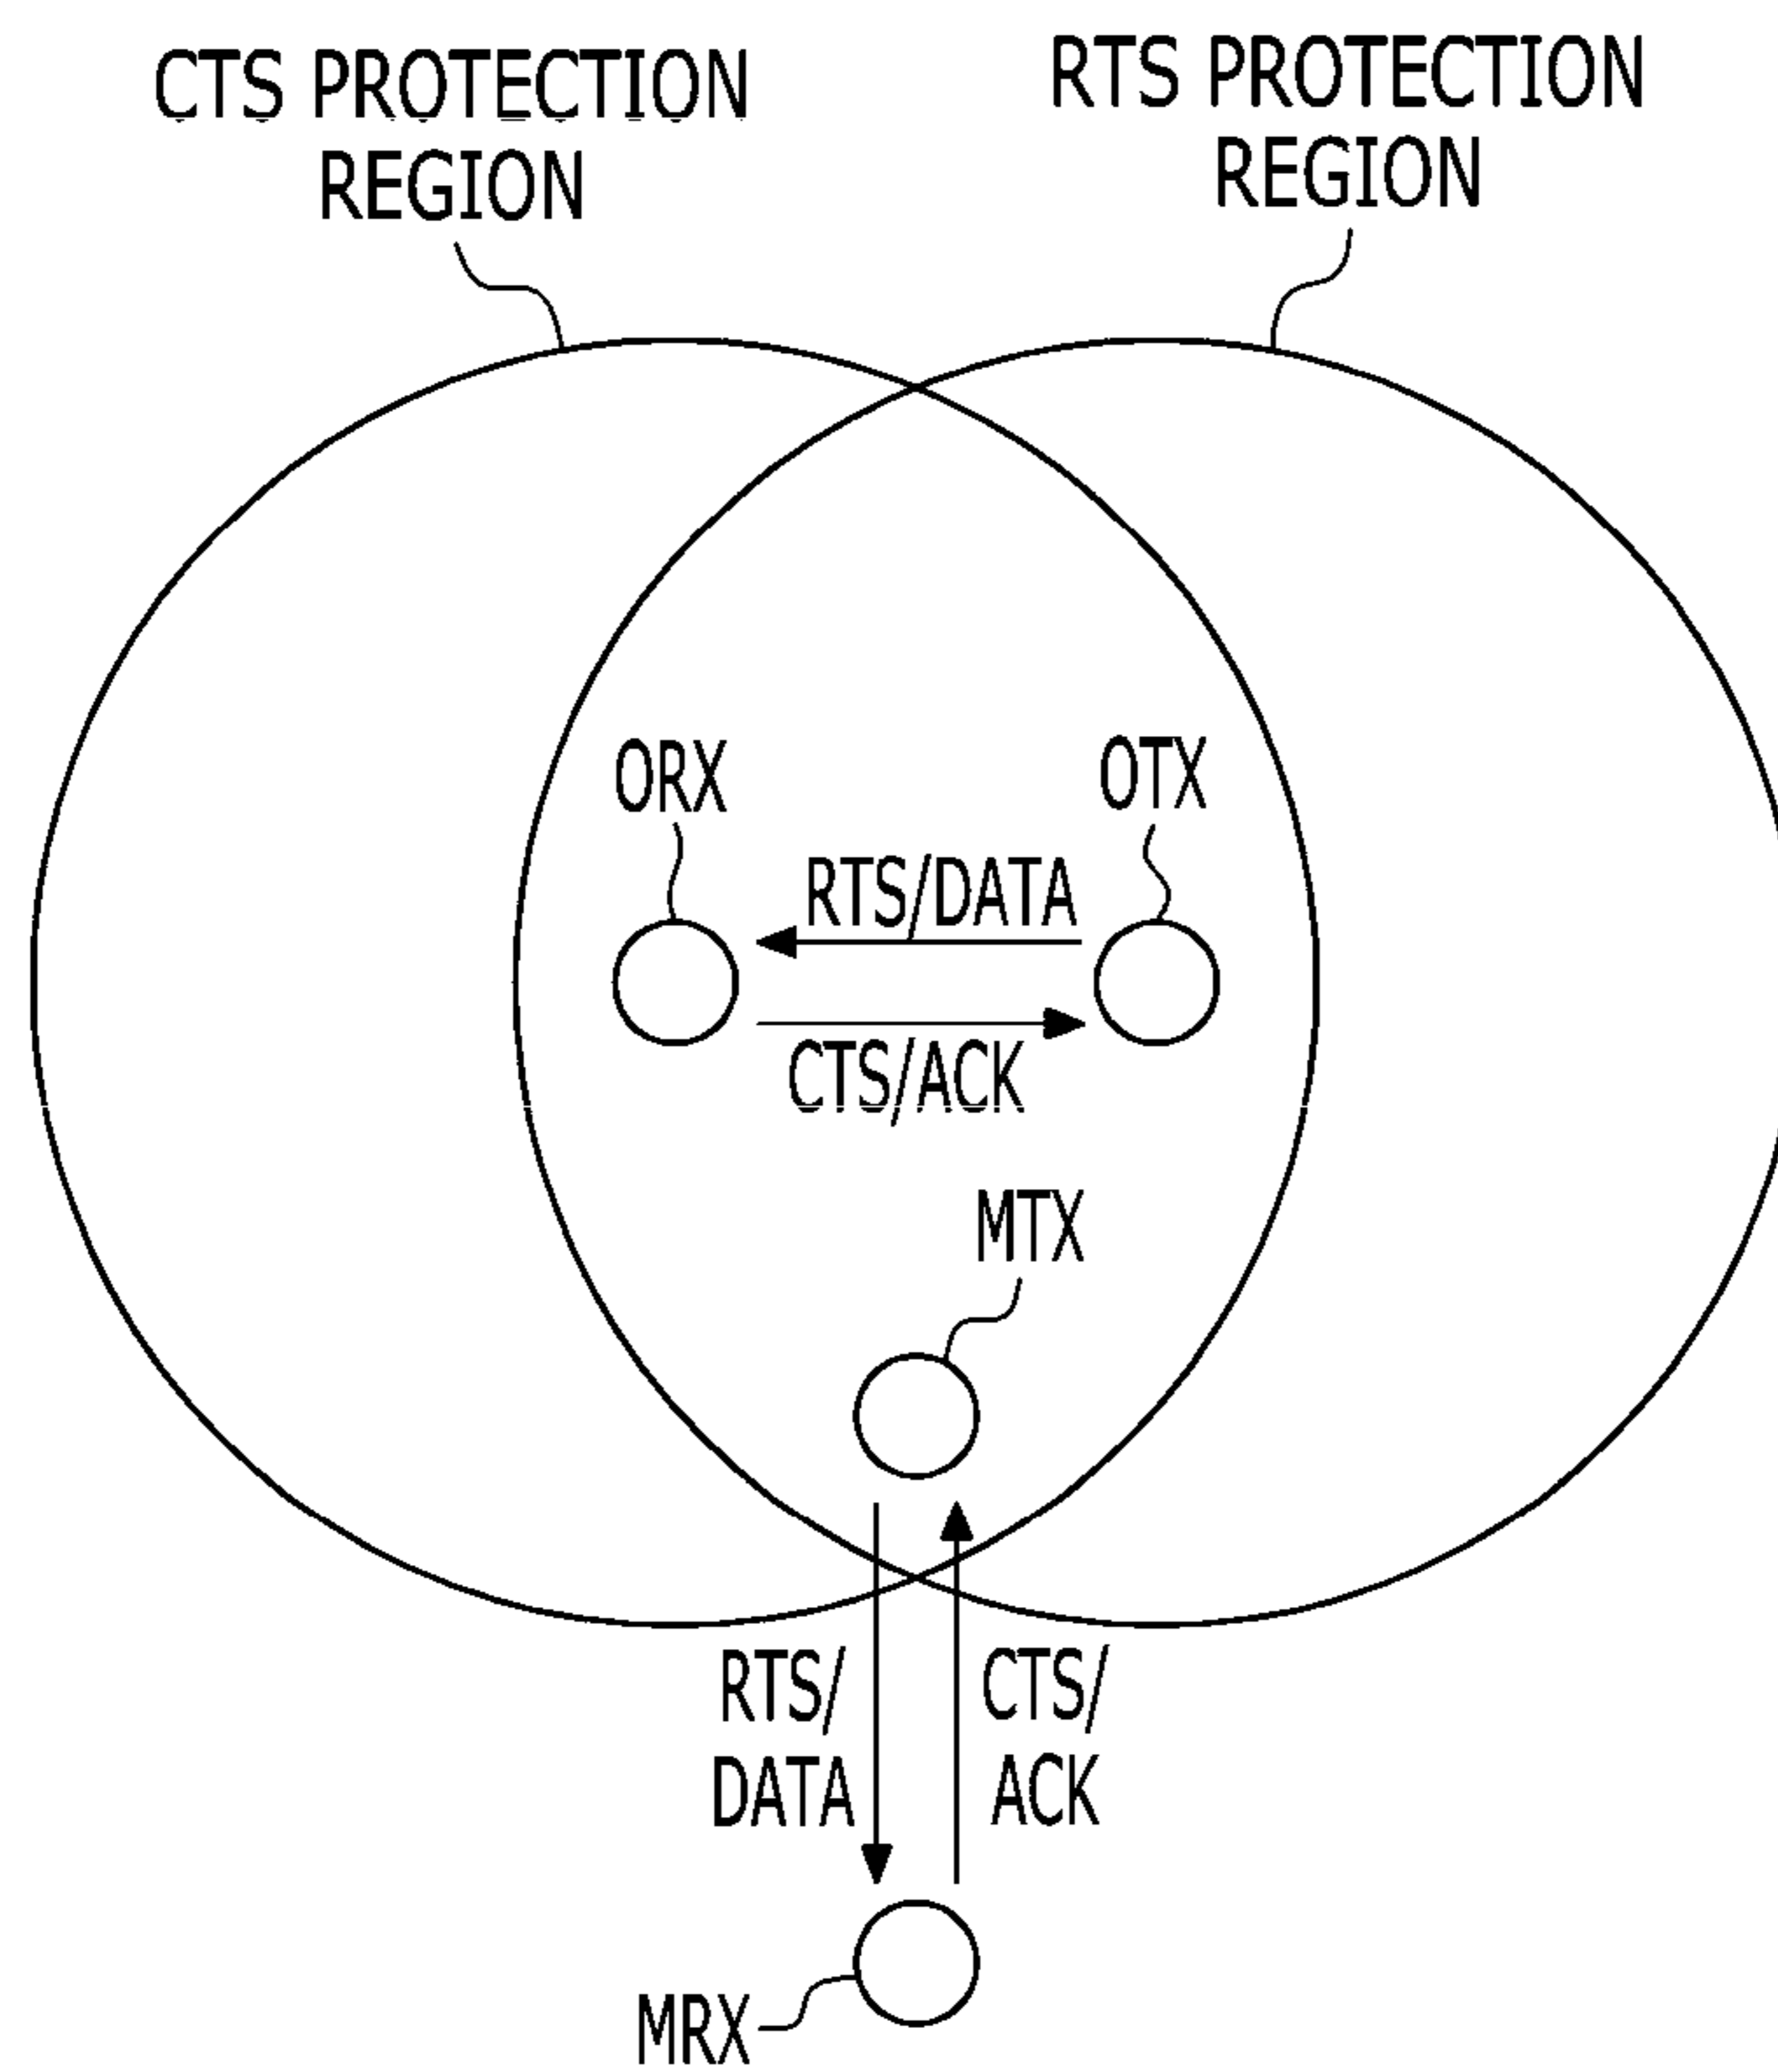 CTS PROTECTION
REGION
RTS PROTECTION
REGION
ORX
OTX
RTS/DATA
CTS/ACK
MTX
RTS/
DATA
CTS/
ACK
MRX